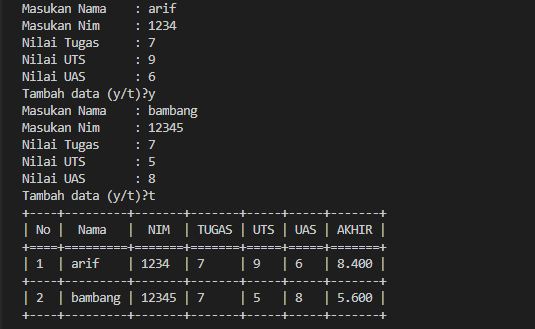 Masukan Nama    : arif
Masukan Nim     : 1234
Nilai Tugas     : 7
Nilai UTS       : 9
Nilai UAS       : 6
Tambah data (y/t)?y
Masukan Nama    : bambang
Masukan Nim     : 12345
Nilai Tugas     : 7
Nilai UTS       : 5
Nilai UAS       : 8
Tambah data (y/t)?t
+----+---------+-------+-------+-----+-----+-------+
| No |  Nama   |  NIM  | TUGAS | UTS | UAS | AKHIR |
+====+=========+=======+=======+=====+=====+=======+
| 1  | arif    | 1234  | 7     | 9   | 6   | 8.400 |
+----+---------+-------+-------+-----+-----+-------+
| 2  | bambang | 12345 | 7     | 5   | 8   | 5.600 |
+----+---------+-------+-------+-----+-----+-------+